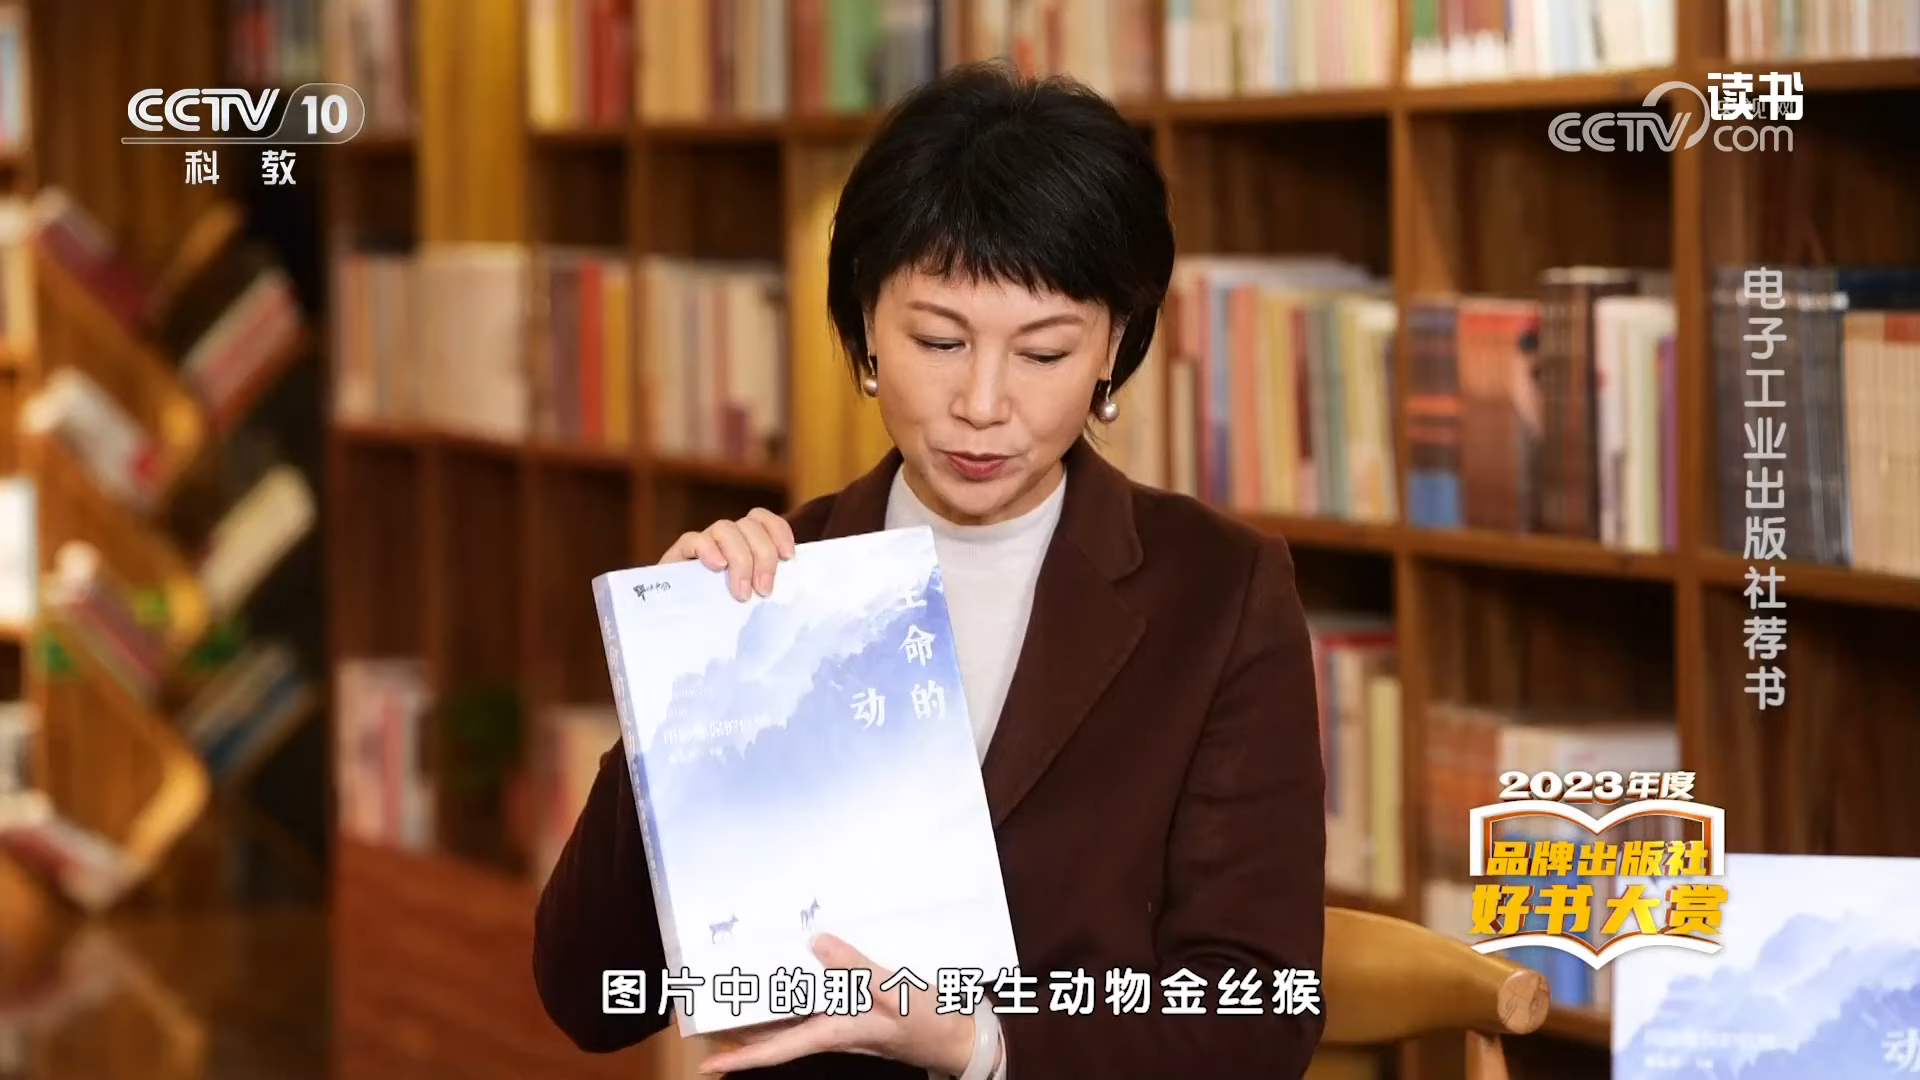 CCTV 10
科 教
读书
CCTV.com
电子工业出版社荐书
生命的
动
2023年度
品牌出版社
好书大赏
图片中的那个野生动物金丝猴
动